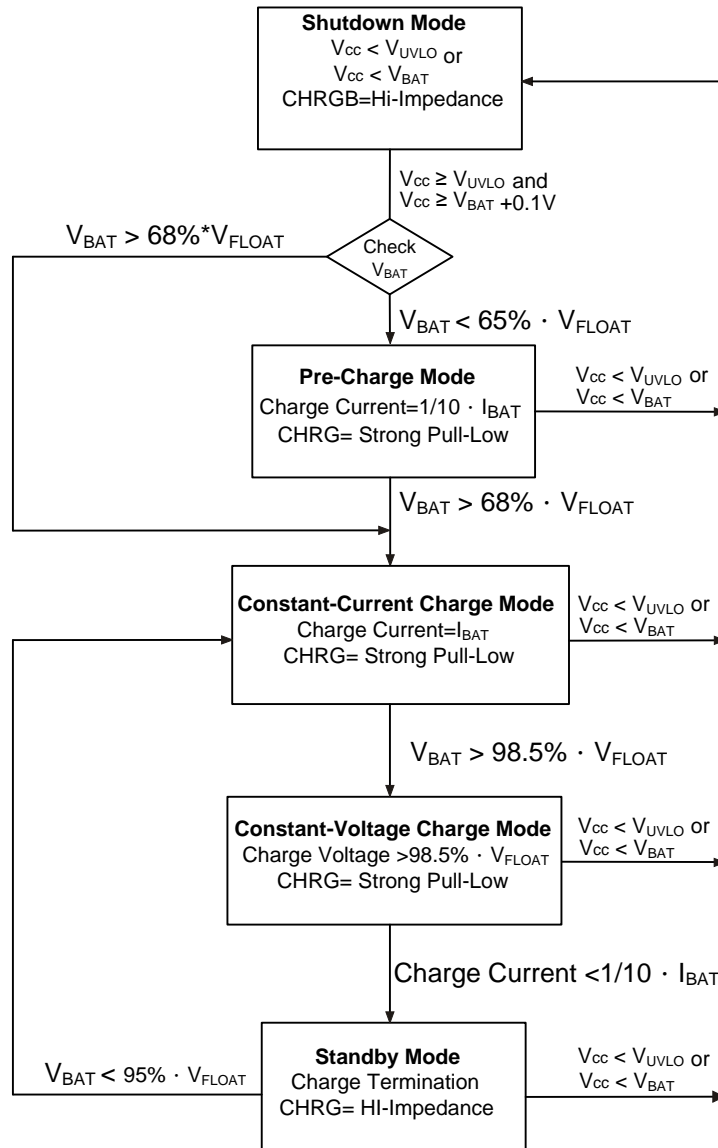 Shutdown Mode
Vcc < VUVLO or
Vcc < VBAT
CHRGB=Hi-Impedance
Vcc ≥ VUVLO and
Vcc ≥ VBAT +0.1V
VBAT > 68%*VFLOAT
Check
VBAT
VBAT < 65% · VFLOAT
Pre-Charge Mode
Charge Current=1/10 · IBAT
CHRG= Strong Pull-Low
Vcc < VUVLO or
Vcc < VBAT
VBAT > 68% · VFLOAT
Constant-Current Charge Mode
Charge Current=IBAT
CHRG= Strong Pull-Low
Vcc < VUVLO or
Vcc < VBAT
VBAT > 98.5% · VFLOAT
Constant-Voltage Charge Mode
Charge Voltage >98.5% · VFLOAT
CHRG= Strong Pull-Low
Vcc < VUVLO or
Vcc < VBAT
Charge Current <1/10 · IBAT
VBAT < 95% · VFLOAT
Standby Mode
Charge Termination
CHRG= HI-Impedance
Vcc < VUVLO or
Vcc < VBAT